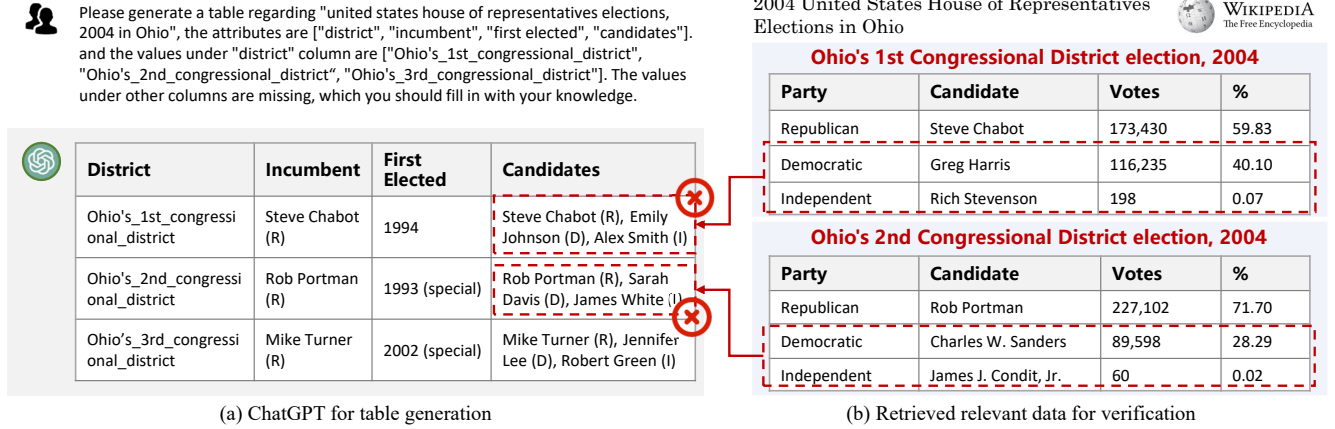 Please generate a table regarding "united states house of representatives elections,
2004 in Ohio", the attributes are ["district", "incumbent", "first elected", "candidates"].
and the values under "district" column are ["Ohio's_1st_congressional_district",
"Ohio's_2nd_congressional_district“, "Ohio's_3rd_congressional_district"]. The values
under other columns are missing, which you should fill in with your knowledge.
District Incumbent First Elected Candidates
Ohio's_1st_congressi
onal_district
Steve Chabot
(R)
1994
Steve Chabot (R), Emily
Johnson (D), Alex Smith (I)
Ohio's_2nd_congressi
onal_district
Rob Portman
(R)
1993 (special)
Rob Portman (R), Sarah
Davis (D), James White (I)
Ohio’s_3rd_congressi
onal_district
Mike Turner
(R)
2002 (special)
Mike Turner (R), Jennifer
Lee (D), Robert Green (I)
(a) ChatGPT for table generation
2004 United States House of Representatives
Elections in Ohio
WIKIPEDIA
The Free Encyclopedia
Ohio's 1st Congressional District election, 2004
Party Candidate Votes %
Republican Steve Chabot 173,430 59.83
Democratic Greg Harris 116,235 40.10
Independent Rich Stevenson 198 0.07
Ohio's 2nd Congressional District election, 2004
Party Candidate Votes %
Republican Rob Portman 227,102 71.70
Democratic Charles W. Sanders 89,598 28.29
Independent James J. Condit, Jr. 60 0.02
(b) Retrieved relevant data for verification